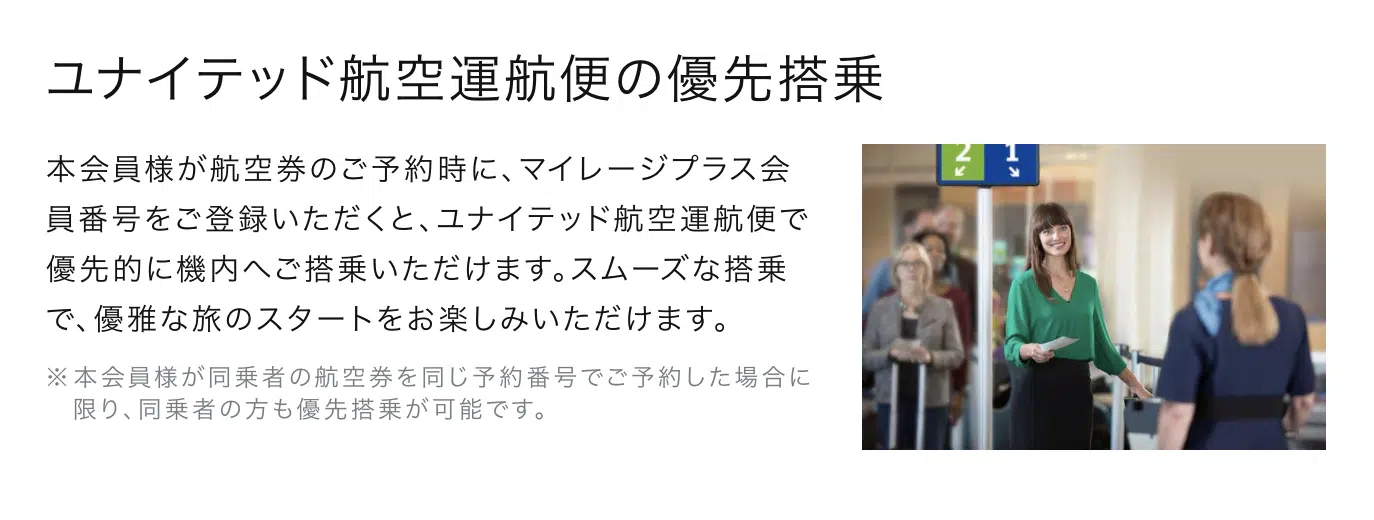 ユナイテッド航空運航便の優先搭乗
本会員様が航空券のご予約時に、マイレージプラス会
員番号をご登録いただくと、ユナイテッド航空運航便で
優先的に機内へご搭乗いただけます。スムーズな搭乗
で、優雅な旅のスタートをお楽しみいただけます。
※本会員様が同乗者の航空券を同じ予約番号でご予約した場合に
限り、同乗者の方も優先搭乗が可能です。
2 1